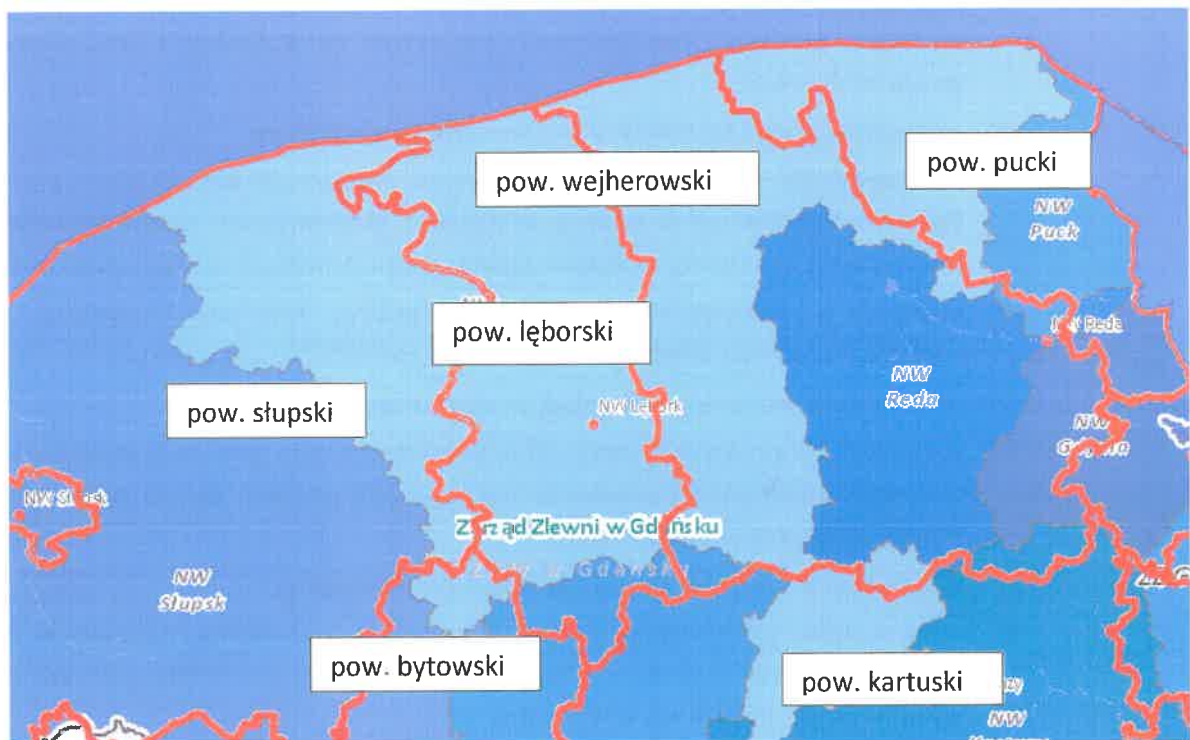 pow. wejherowski
pow. pucki
NW
Puck
pow. lęborski
NW Reda
NW
Reda
pow. słupski
NW Lębork
NW
NW Słupsk
Zarząd Zlewni w Gdańsku
w Gdańsku
NW
Słupsk
pow. bytowski
pow. kartuski
NW